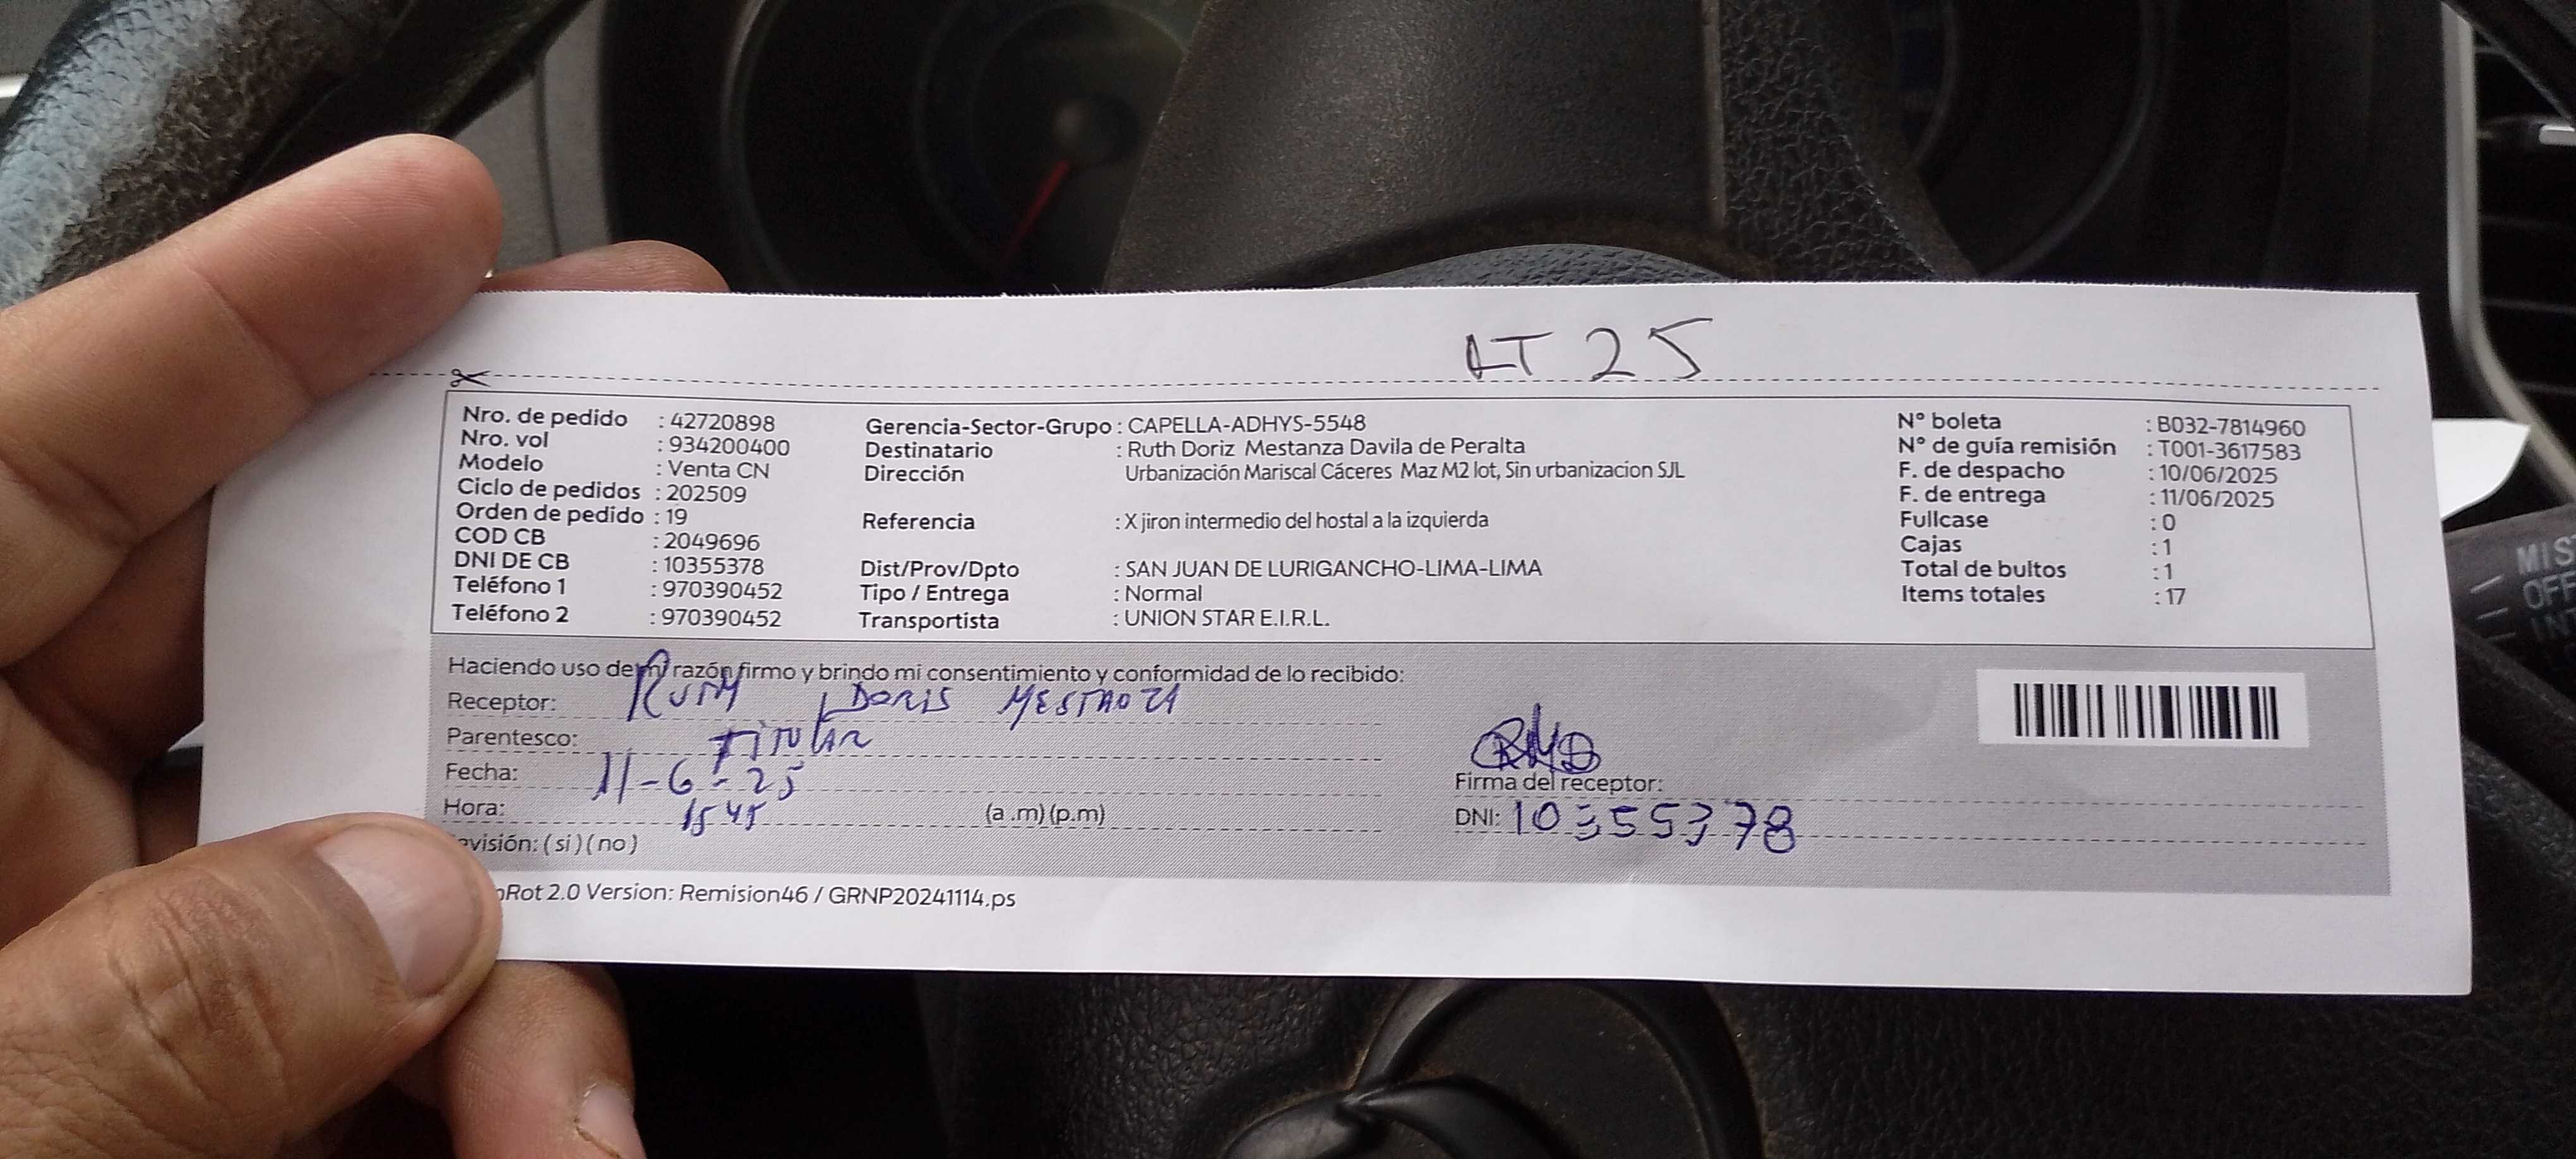 LT 25
Nro. de pedido : 42720898
Nro. vol : 934200400
Modelo : Venta CN
Ciclo de pedidos : 202509
Orden de pedido : 19
COD CB : 2049696
DNI DE CB : 10355378
Teléfono 1 : 970390452
Teléfono 2 : 970390452
Gerencia-Sector-Grupo : CAPELLA-ADHYS-5548
Destinatario : Ruth Doriz Mestanza Davila de Peralta
Dirección Urbanización Mariscal Cáceres Maz M2 lot, Sin urbanizacion SJL
Referencia : X jiron intermedio del hostal a la izquierda
Dist/Prov/Dpto : SAN JUAN DE LURIGANCHO-LIMA-LIMA
Tipo / Entrega : Normal
Transportista : UNION STAR E.I.R.L.
N° boleta : B032-7814960
N° de guía remisión : T001-3617583
F. de despacho : 10/06/2025
F. de entrega : 11/06/2025
Fullcase : 0
Cajas : 1
Total de bultos : 1
Items totales : 17
Haciendo uso de mi razón firmo y brindo mi consentimiento y conformidad de lo recibido:
Receptor: RUTH DORIS MESTANZA
Parentesco: TITULAR
Fecha: 11-6-25
Hora: 1545 (a .m) (p.m)
evisión: ( si ) ( no )
Firma del receptor:
DNI: 10355378
Rot 2.0 Version: Remision46 / GRNP20241114.ps
MIS
OFF